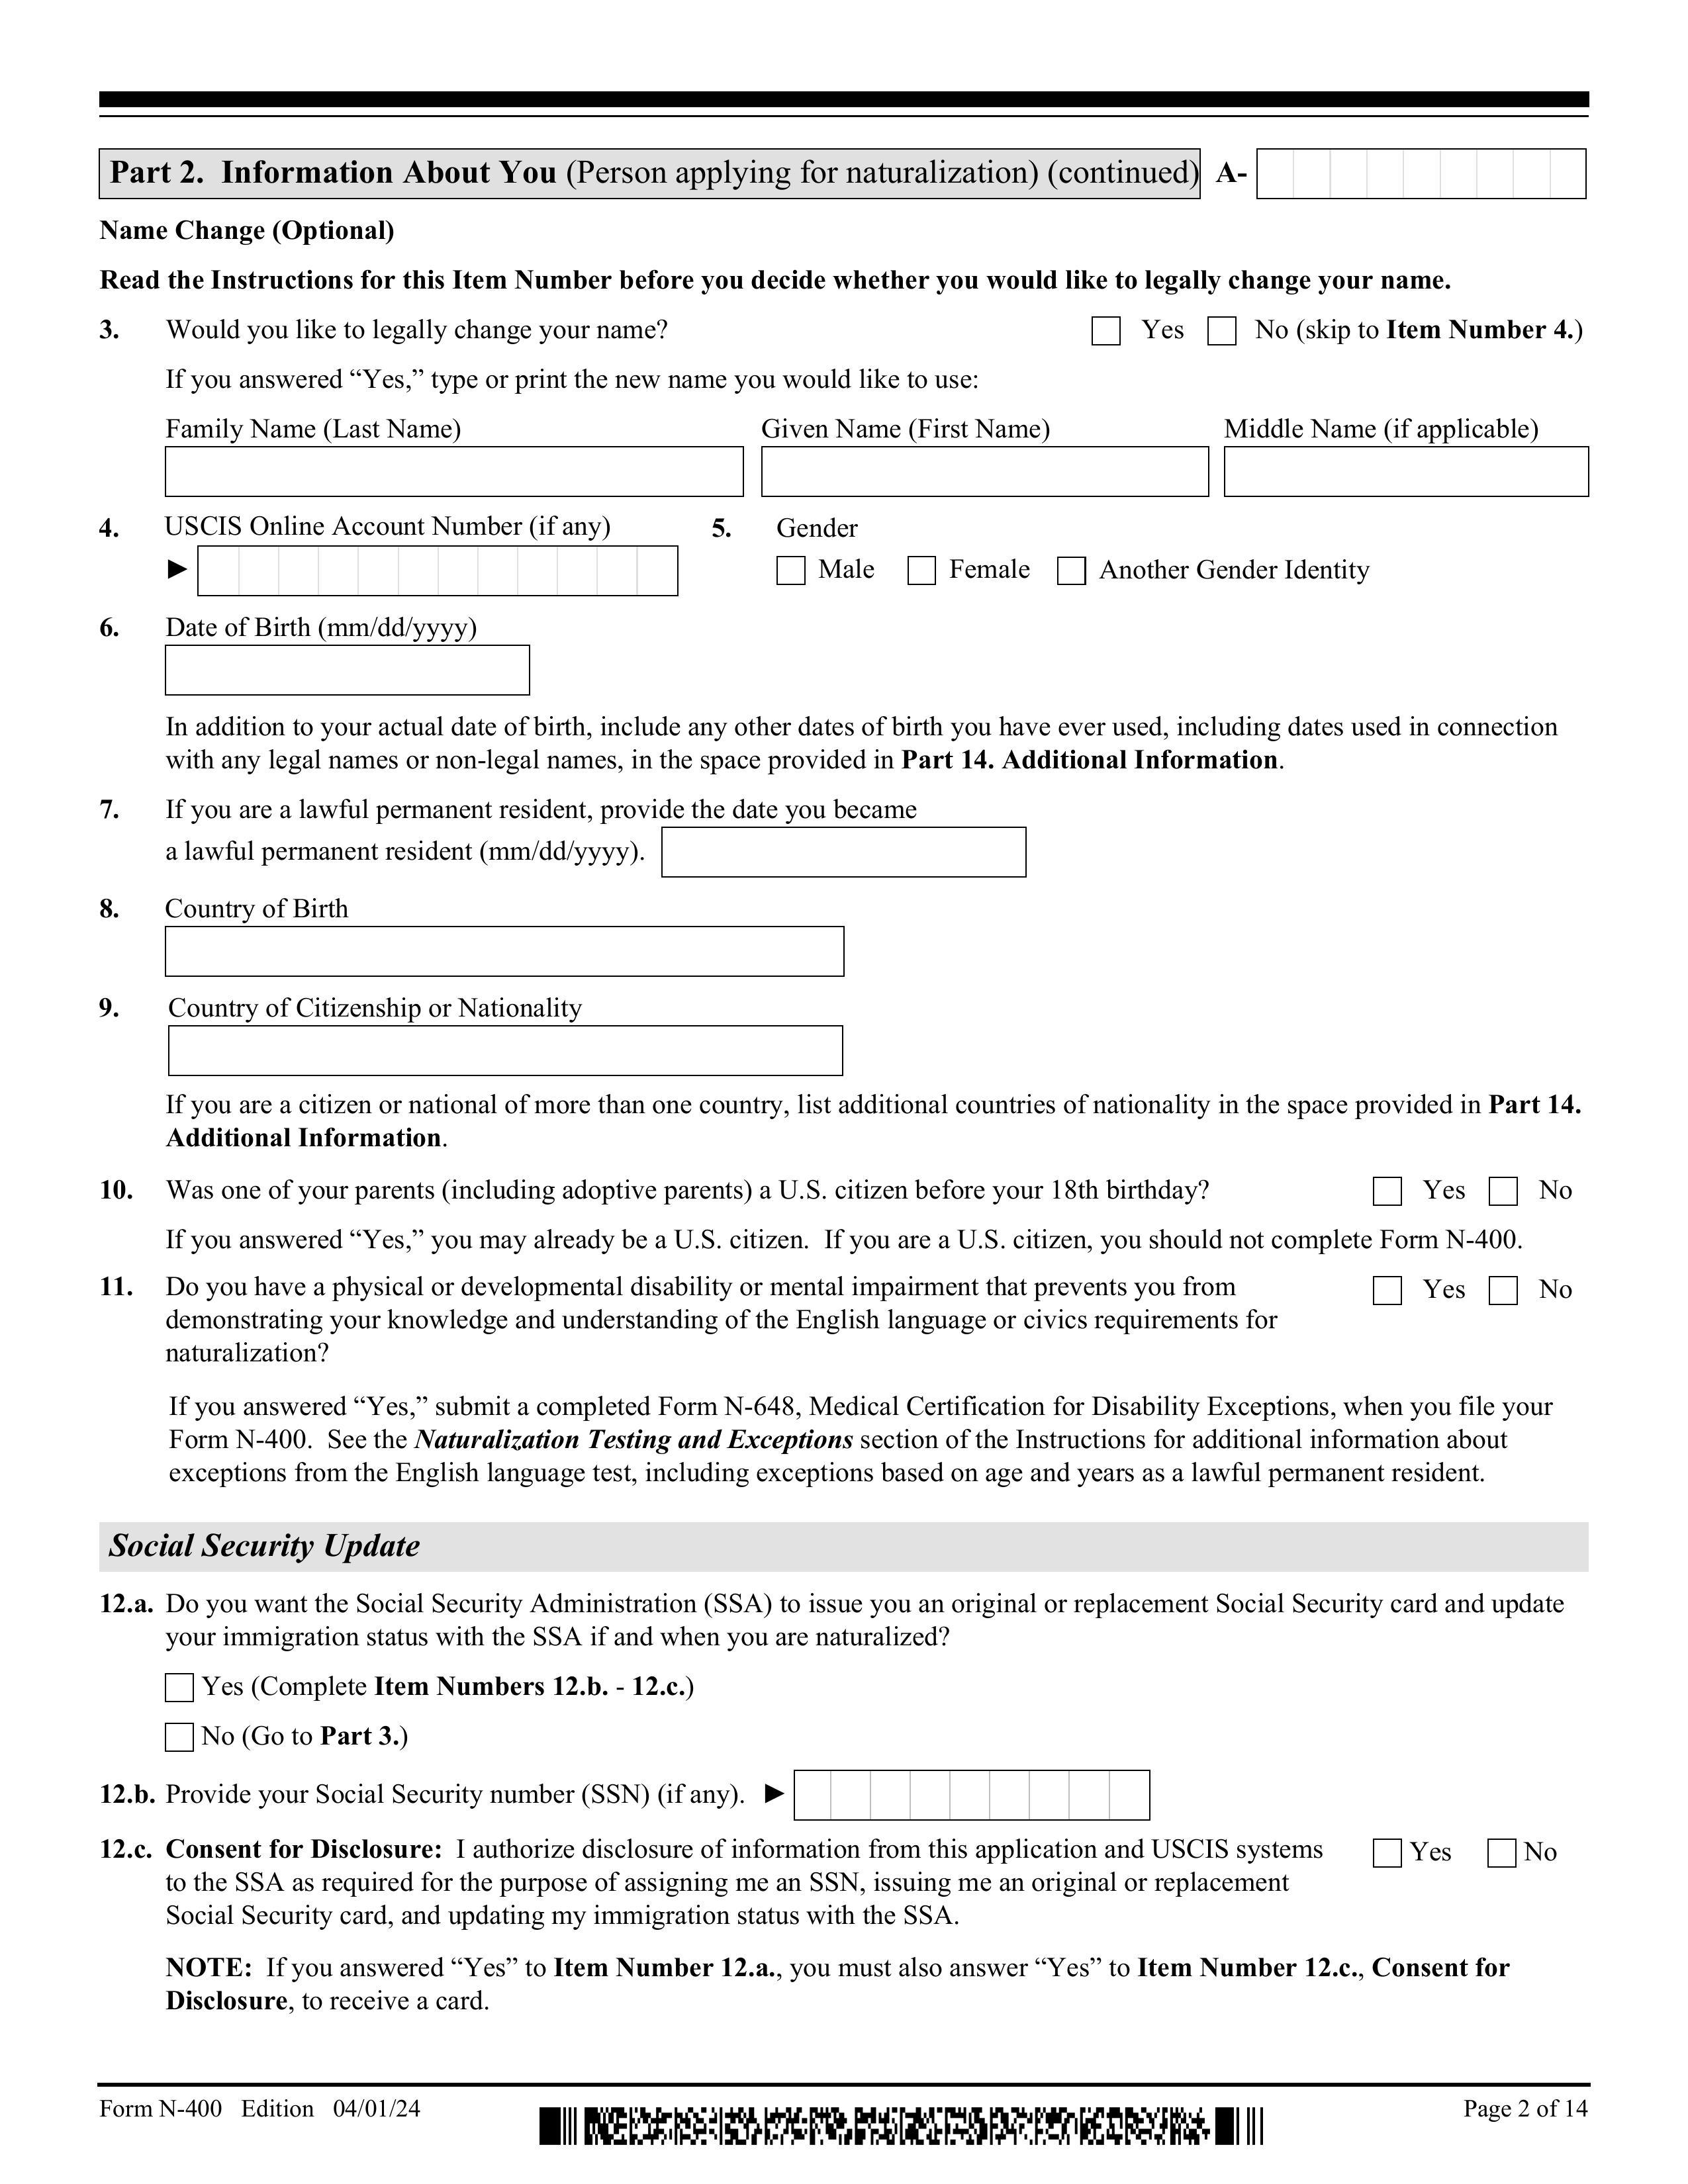 Part 2. Information About You (Person applying for naturalization) (continued) A-
Name Change (Optional)
Read the Instructions for this Item Number before you decide whether you would like to legally change your name.
3. Would you like to legally change your name? Yes No (skip to Item Number 4.)
If you answered “Yes,” type or print the new name you would like to use:
Family Name (Last Name) Given Name (First Name) Middle Name (if applicable)
4. USCIS Online Account Number (if any) 5. Gender
► Male Female Another Gender Identity
6. Date of Birth (mm/dd/yyyy)
In addition to your actual date of birth, include any other dates of birth you have ever used, including dates used in connection
with any legal names or non-legal names, in the space provided in Part 14. Additional Information.
7. If you are a lawful permanent resident, provide the date you became
a lawful permanent resident (mm/dd/yyyy).
8. Country of Birth
9. Country of Citizenship or Nationality
If you are a citizen or national of more than one country, list additional countries of nationality in the space provided in Part 14.
Additional Information.
10. Was one of your parents (including adoptive parents) a U.S. citizen before your 18th birthday? Yes No
If you answered “Yes,” you may already be a U.S. citizen. If you are a U.S. citizen, you should not complete Form N-400.
11. Do you have a physical or developmental disability or mental impairment that prevents you from Yes No
demonstrating your knowledge and understanding of the English language or civics requirements for
naturalization?
If you answered “Yes,” submit a completed Form N-648, Medical Certification for Disability Exceptions, when you file your
Form N-400. See the Naturalization Testing and Exceptions section of the Instructions for additional information about
exceptions from the English language test, including exceptions based on age and years as a lawful permanent resident.
Social Security Update
12.a. Do you want the Social Security Administration (SSA) to issue you an original or replacement Social Security card and update
your immigration status with the SSA if and when you are naturalized?
Yes (Complete Item Numbers 12.b. - 12.c.)
No (Go to Part 3.)
12.b. Provide your Social Security number (SSN) (if any). ►
12.c. Consent for Disclosure: I authorize disclosure of information from this application and USCIS systems Yes No
to the SSA as required for the purpose of assigning me an SSN, issuing me an original or replacement
Social Security card, and updating my immigration status with the SSA.
NOTE: If you answered “Yes” to Item Number 12.a., you must also answer “Yes” to Item Number 12.c., Consent for
Disclosure, to receive a card.
Form N-400 Edition 04/01/24 Page 2 of 14